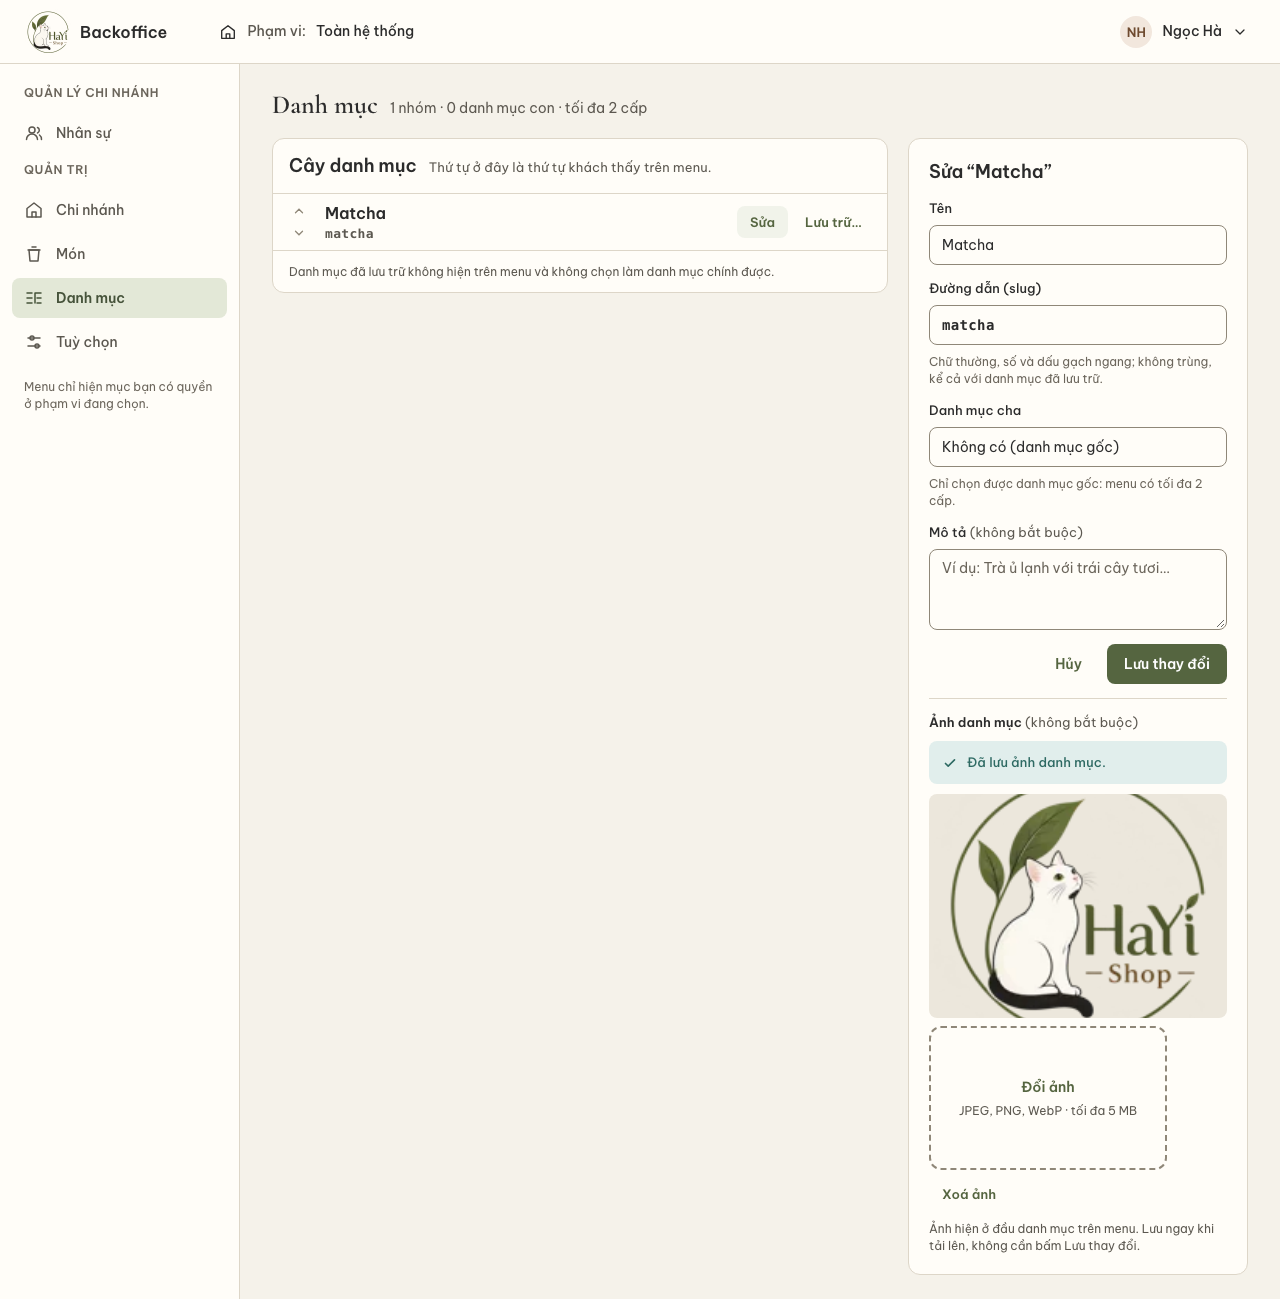 HaYi
Shop
Backoffice
Phạm vi: Toàn hệ thống
NH
Ngọc Hà
QUẢN LÝ CHI NHÁNH
Nhân sự
QUẢN TRỊ
Chi nhánh
Món
Danh mục
Tuỳ chọn
Menu chỉ hiện mục bạn có quyền
ở phạm vi đang chọn.
Danh mục 1 nhóm · 0 danh mục con · tối đa 2 cấp
Cây danh mục Thứ tự ở đây là thứ tự khách thấy trên menu.
Matcha
matcha
Sửa
Lưu trữ...
Danh mục đã lưu trữ không hiện trên menu và không chọn làm danh mục chính được.
Sửa “Matcha”
Tên
Matcha
Đường dẫn (slug)
matcha
Chữ thường, số và dấu gạch ngang; không trùng,
kể cả với danh mục đã lưu trữ.
Danh mục cha
Không có (danh mục gốc)
Chỉ chọn được danh mục gốc: menu có tối đa 2
cấp.
Mô tả (không bắt buộc)
Ví dụ: Trà ủ lạnh với trái cây tươi...
Hủy
Lưu thay đổi
Ảnh danh mục (không bắt buộc)
Đã lưu ảnh danh mục.
HaYi
Shop
Đổi ảnh
JPEG, PNG, WebP · tối đa 5 MB
Xoá ảnh
Ảnh hiện ở đầu danh mục trên menu. Lưu ngay khi
tải lên, không cần bấm Lưu thay đổi.